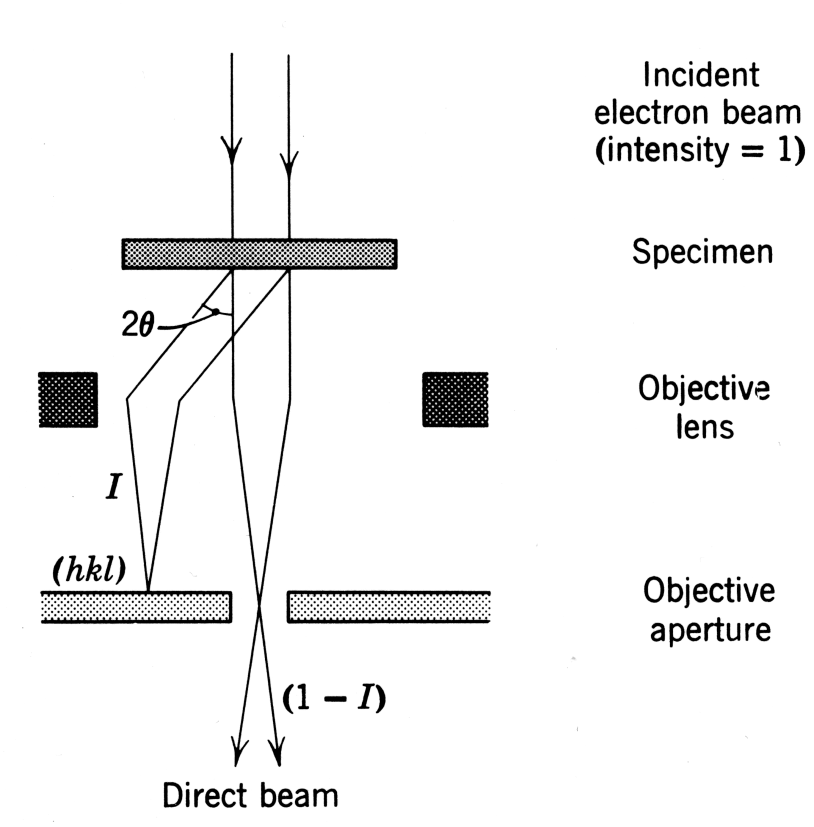 Incident
electron beam
(intensity = 1)
Specimen
2θ
Objective
lens
I
(hkl)
Objective
aperture
(1 – I)
Direct beam